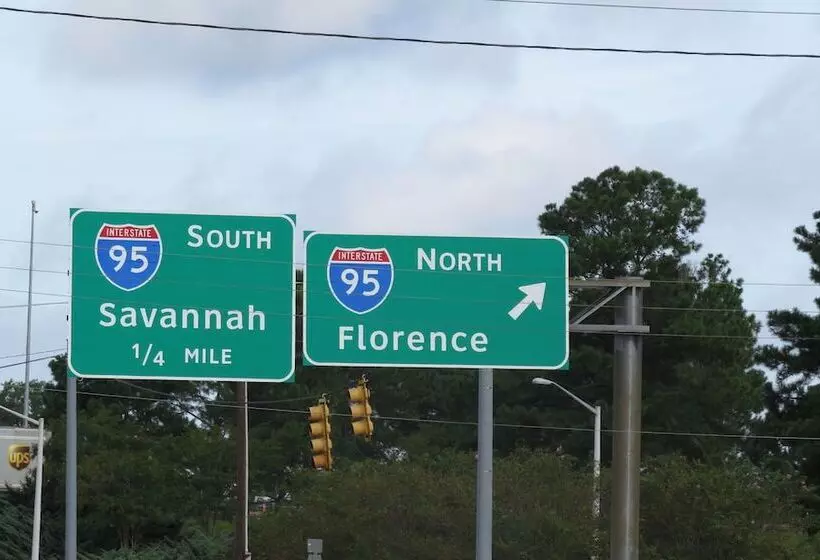 INTERSTATE
95
SOUTH
Savannah
1/4 MILE
INTERSTATE
95
NORTH
Florence
ups